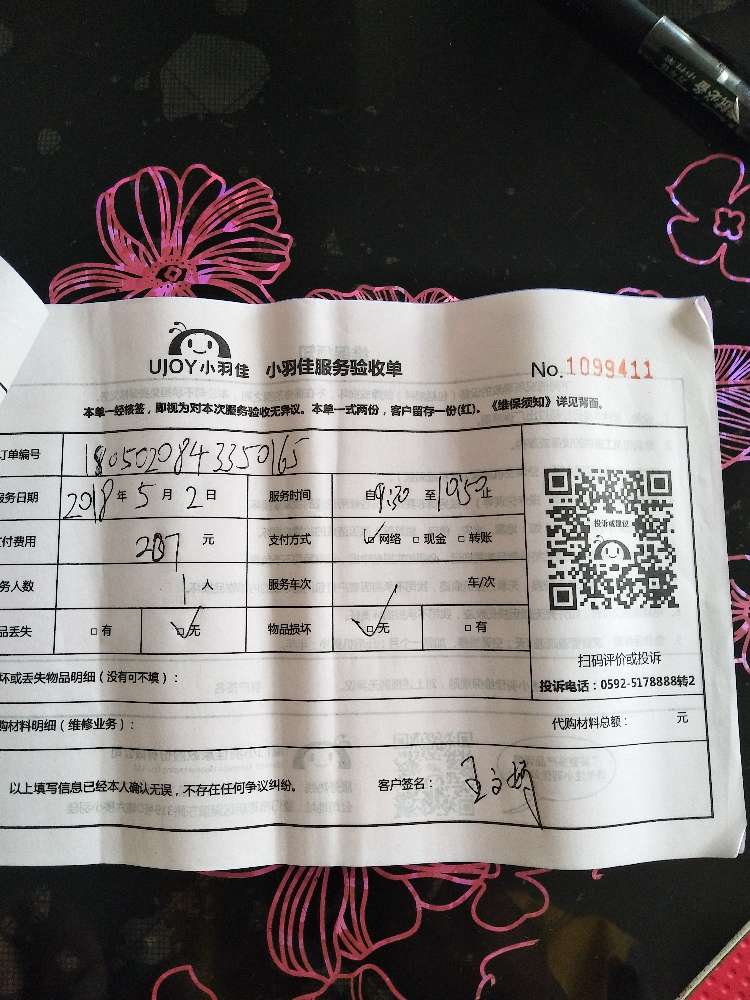 UJOY小羽佳 小羽佳服务验收单 No.1099411
本单一经核签，即视为对本次服务验收无异议。本单一式两份，客户留存一份(红)。《维保须知》详见背面。
订单编号 1805020843350165
服务日期 2018年5月2日 服务时间 自9:30至10:50止
付费用 207元 支付方式 网络 现金 转账
务人数 1人 服务车次 车/次
品丢失 有 无 物品损坏 无 有
投诉或建议
扫码评价或投诉
投诉电话：0592-5178888转2
坏或丢失物品明细（没有可不填）：
购材料明细（维修业务）： 代购材料总额： 元
以上填写信息已经本人确认无误，不存在任何争议纠纷。 客户签名：